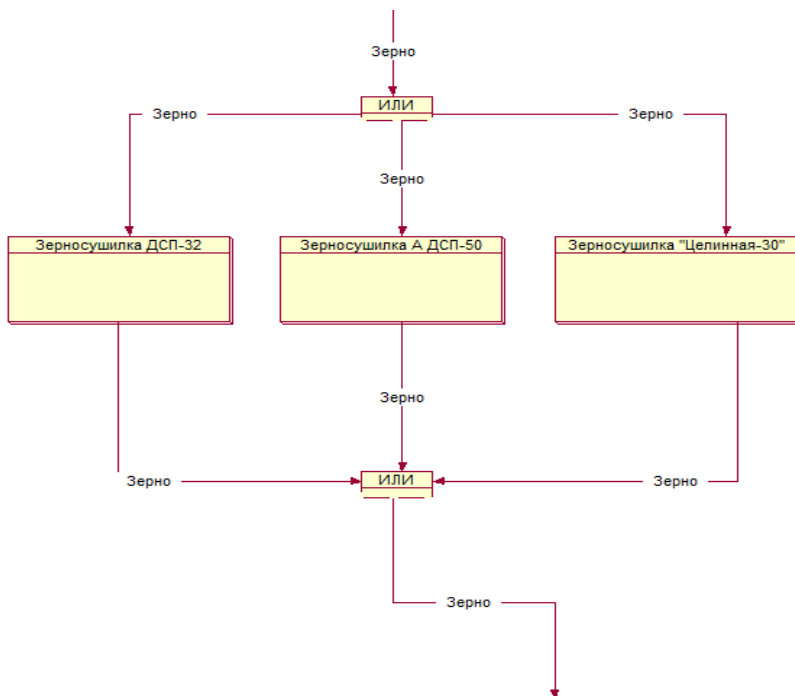 Зерно
ИЛИ
Зерно
Зерно
Зерно
Зерносушилка ДСП-32
Зерносушилка А ДСП-50
Зерносушилка "Целинная-30"
Зерно
ИЛИ
Зерно
Зерно
Зерно